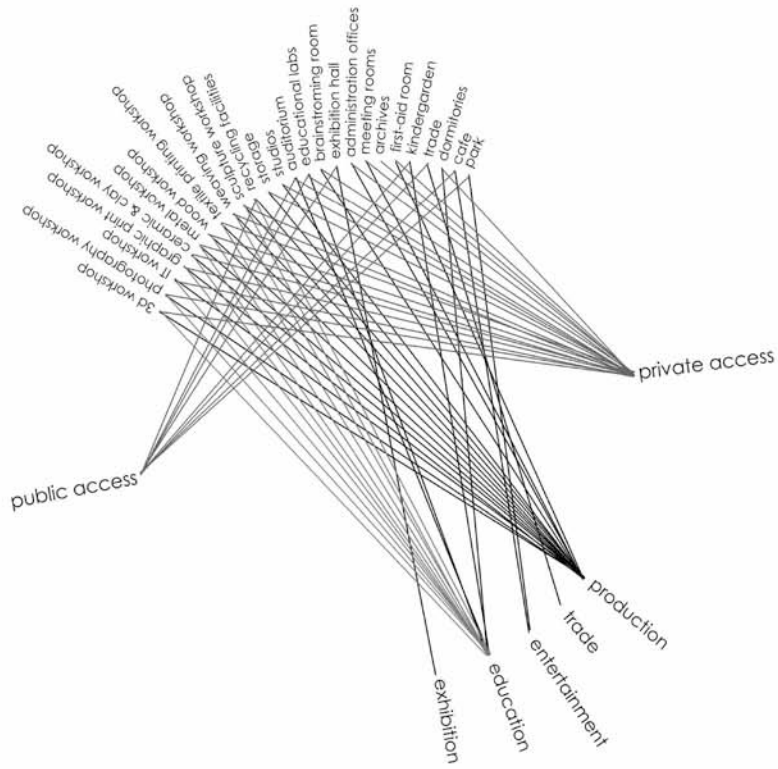 3d workshop
photography workshop
IT workshop
graphic print workshop
ceramic & clay workshop
metal workshop
wood workshop
textile printing workshop
weaving workshop
sculpture workshop
recycling facilities
storage
studios
auditorium
educational labs
brainstroming room
exhibition hall
administration offices
meeting rooms
archives
first-aid room
kindergarden
trade
dormitories
cafe
park
private access
public access
production
trade
entertainment
education
exhibition